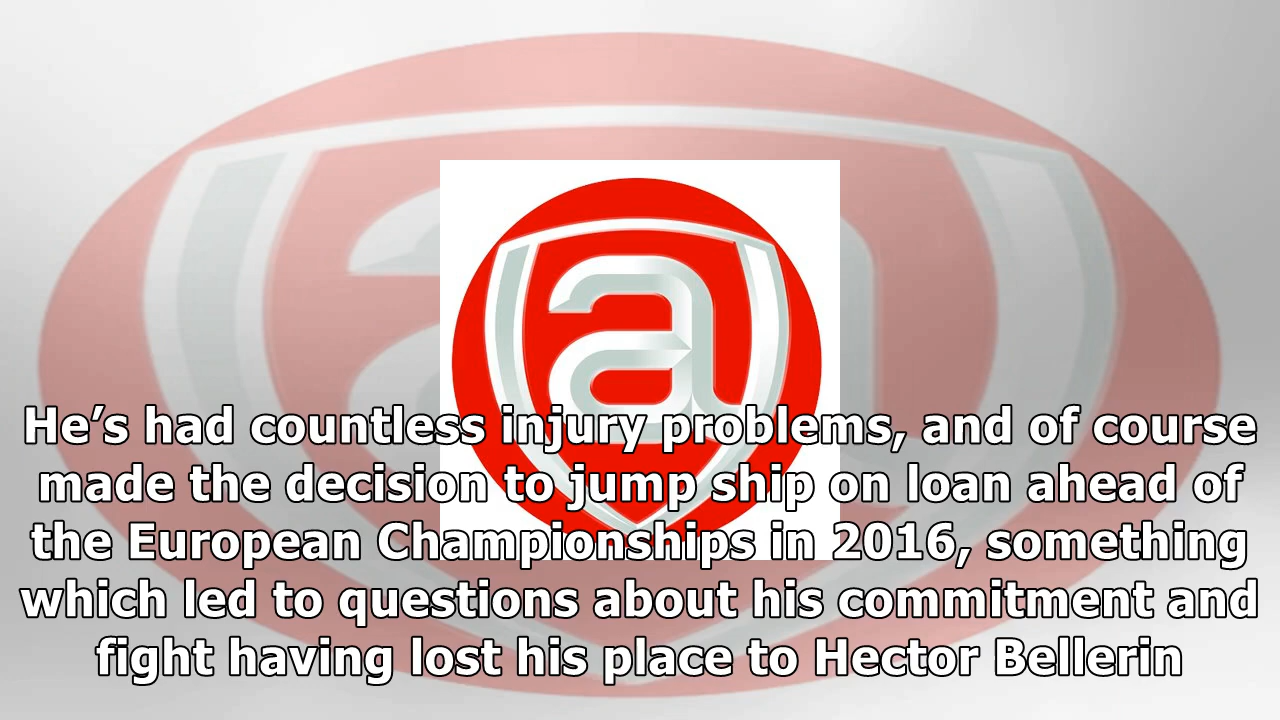 a
He’s had countless injury problems, and of course
made the decision to jump ship on loan ahead of
the European Championships in 2016, something
which led to questions about his commitment and
fight having lost his place to Hector Bellerin